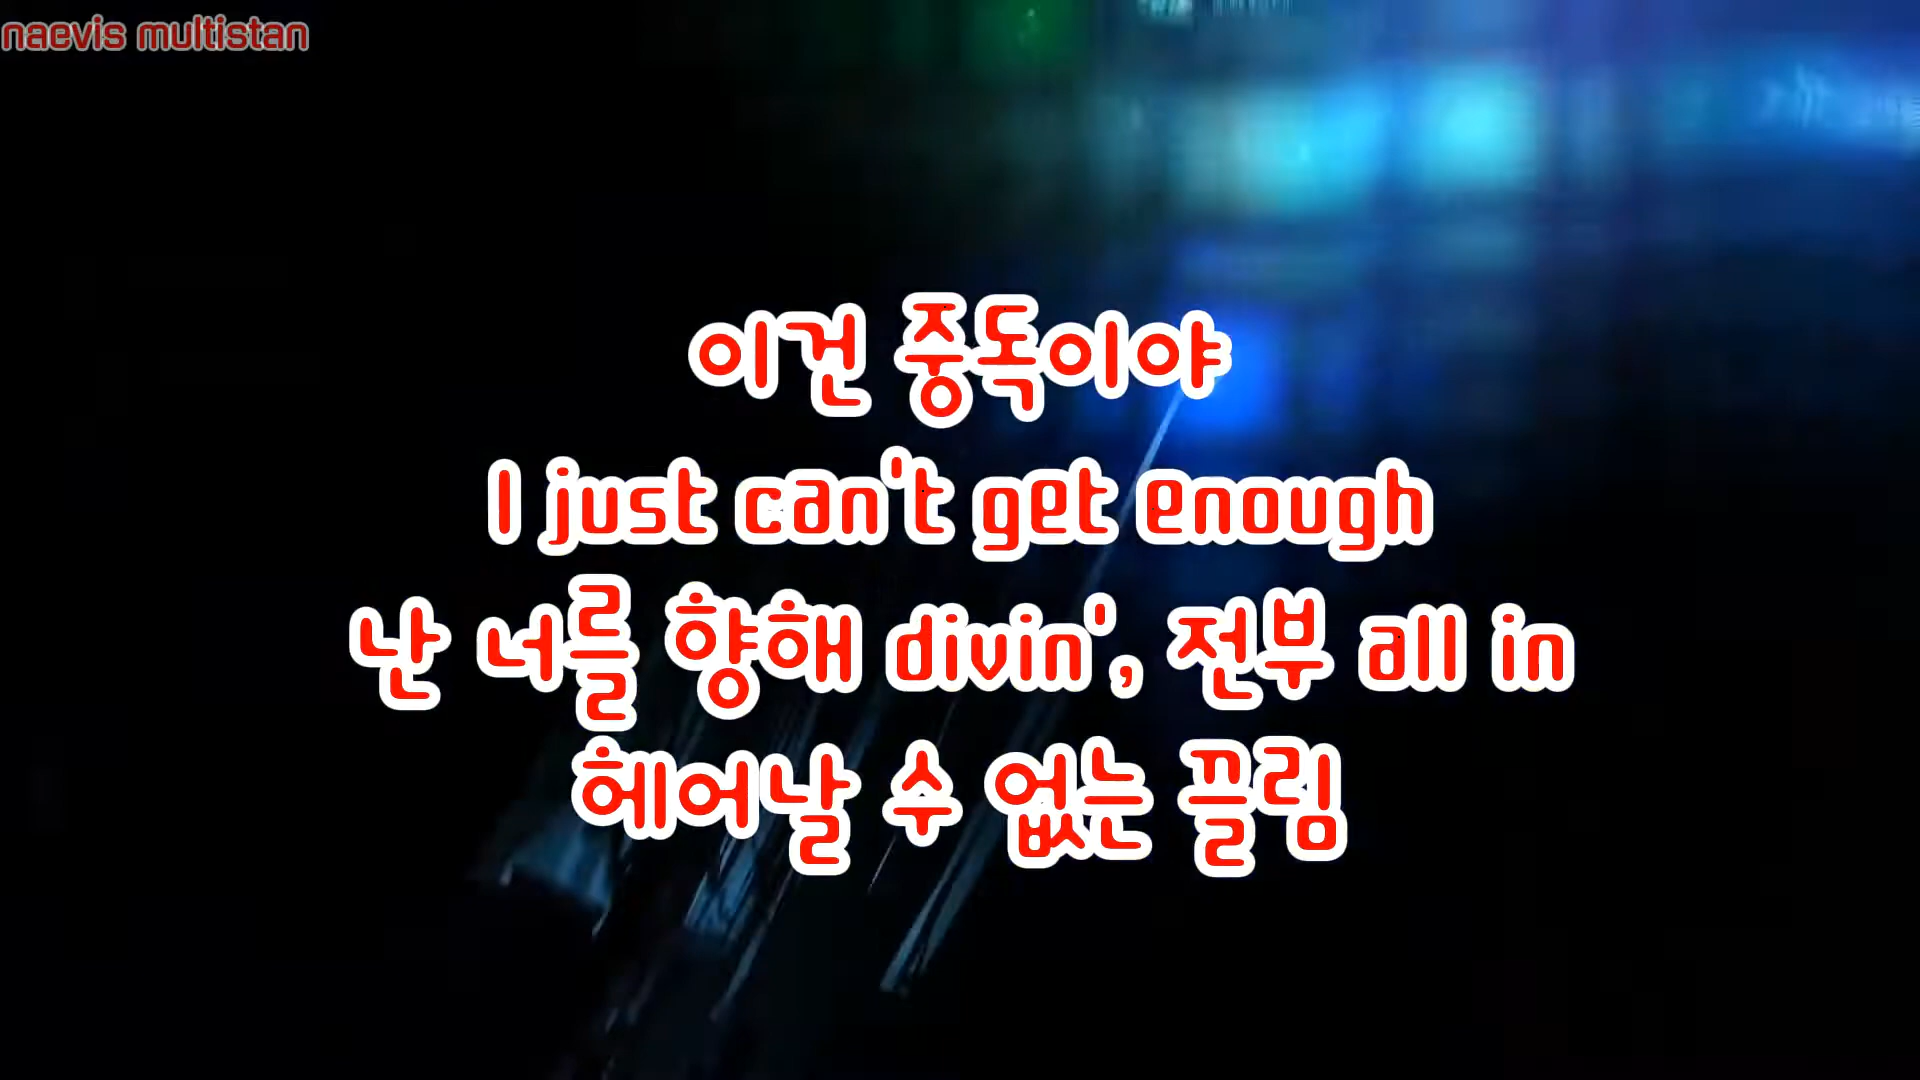 naevis multistan
이건 중독이야
I just can't get enough
난 너를 향해 divin', 전부 all in
헤어날 수 없는 끌림